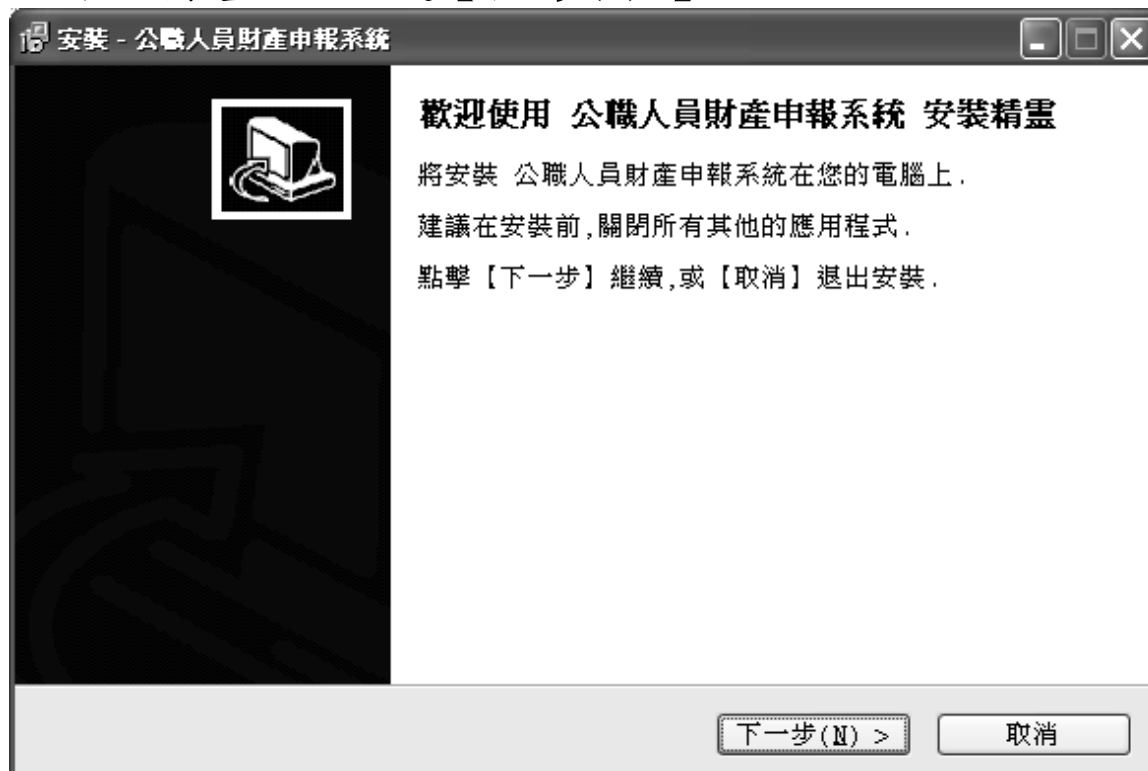 安裝 - 公職人員財產申報系統
歡迎使用 公職人員財產申報系統 安裝精靈
將安裝 公職人員財產申報系統在您的電腦上.
建議在安裝前,關閉所有其他的應用程式.
點擊【下一步】繼續,或【取消】退出安裝.
下一步(N) >
取消